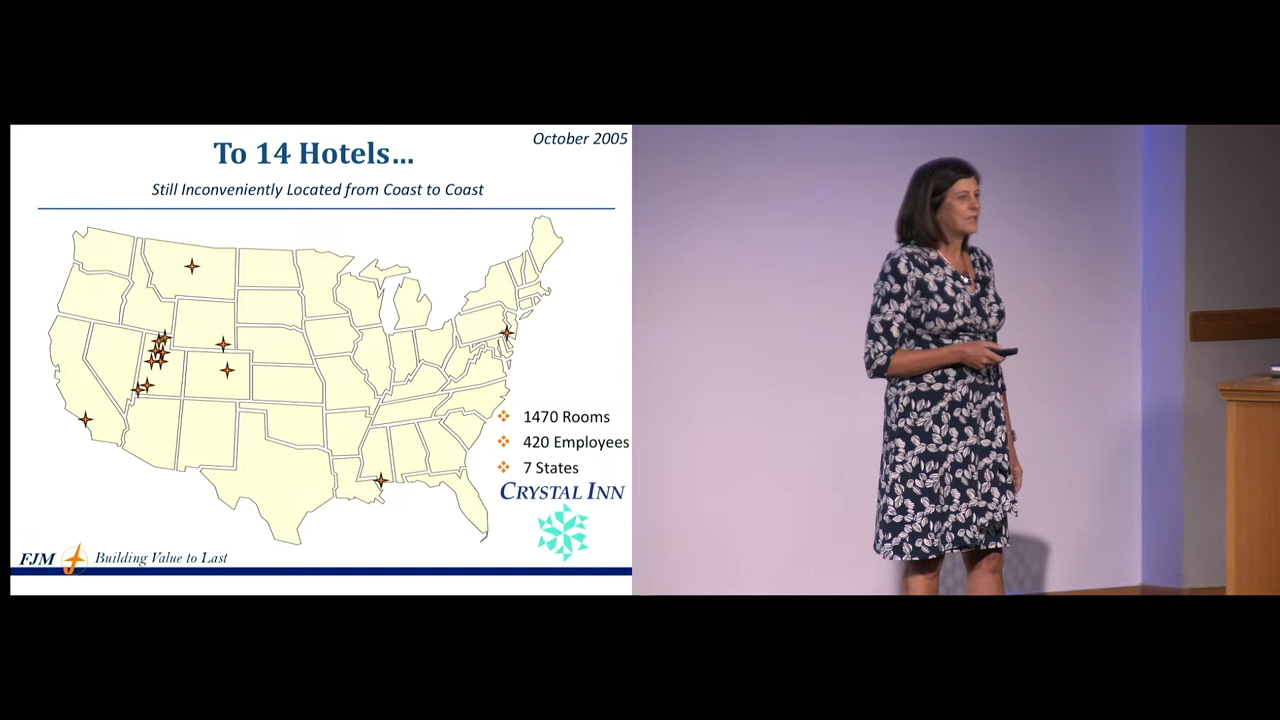 October 2005
To 14 Hotels...
Still Inconveniently Located from Coast to Coast
1470 Rooms
420 Employees
7 States
CRYSTAL INN
FJM Building Value to Last